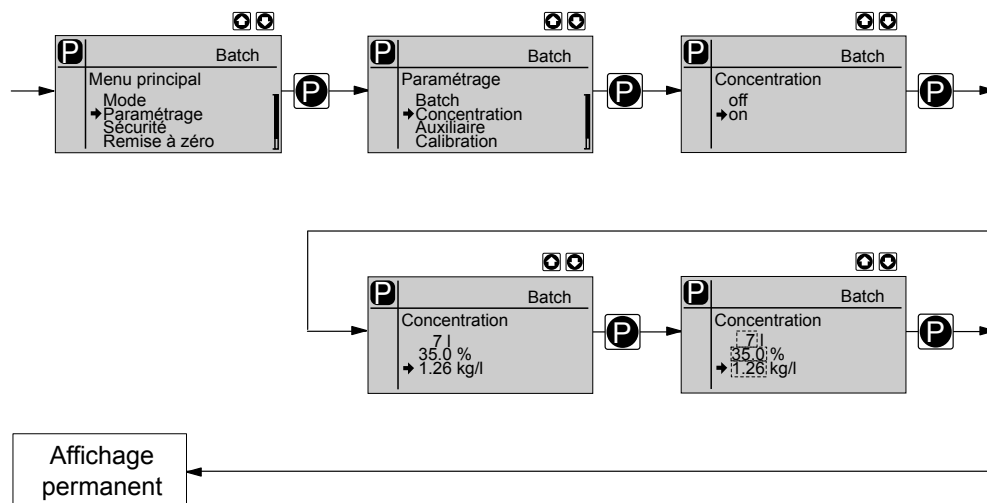 P Batch
Menu principal
Mode
Paramétrage
Sécurité
Remise à zéro
P
P Batch
Paramétrage
Batch
Concentration
Auxiliaire
Calibration
P
P Batch
Concentration
off
on
P
P Batch
Concentration
7 l
35.0 %
1.26 kg/l
P
P Batch
Concentration
7 l
35.0 %
1.26 kg/l
P
Affichage
permanent